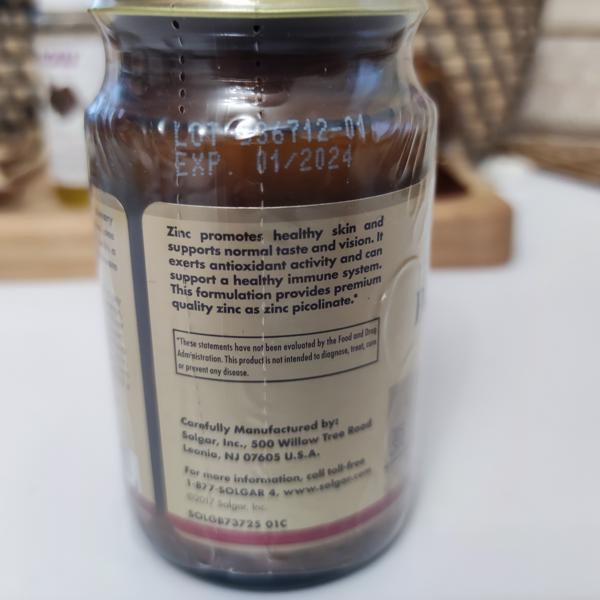 LOT 536712-01
EXP. 01/2024
Zinc promotes healthy skin and
supports normal taste and vision. It
exerts antioxidant activity and can
support a healthy immune system.
This formulation provides premium
quality zinc as zinc picolinate.*
*These statements have not been evaluated by the Food and Drug
Administration. This product is not intended to diagnose, treat, cure
or prevent any disease.
Carefully Manufactured by:
Solgar, Inc., 500 Willow Tree Road
Leonia, NJ 07605 U.S.A.
For more information, call toll-free
1-877-SOLGAR 4, www.solgar.com
©2017 Solgar, Inc.
SOLGB73725 01C